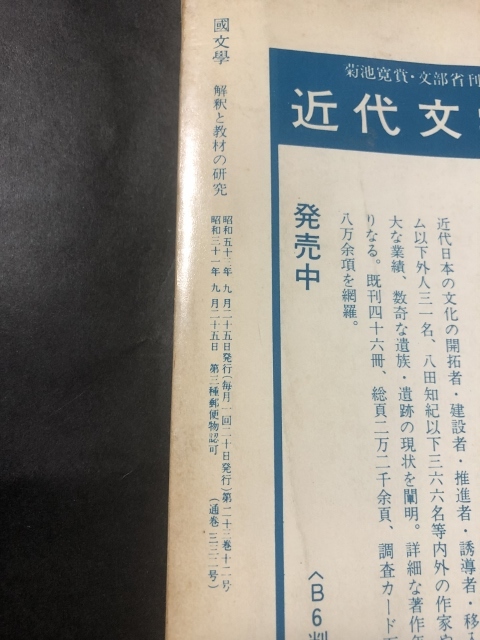 菊池寛賞・文部省刊
近代文
発売中
近代日本の文化の開拓者・建設者・推進者・誘導者・移入
ム以下外人三一名、八田知紀以下三六六名等内外の作家
大な業績、数奇な遺族・遺跡の現状を闡明。詳細な著作年
りなる。既刊四十六冊、総頁二万二千余頁、調査カード
八万余項を網羅。
〈B6判
國文學 解釈と教材の研究
昭和五十三年九月二十五日発行(毎月一回二十日発行)第二十三巻十二号
昭和三十一年九月二十五日 第三種郵便物認可 (通巻三三二号)